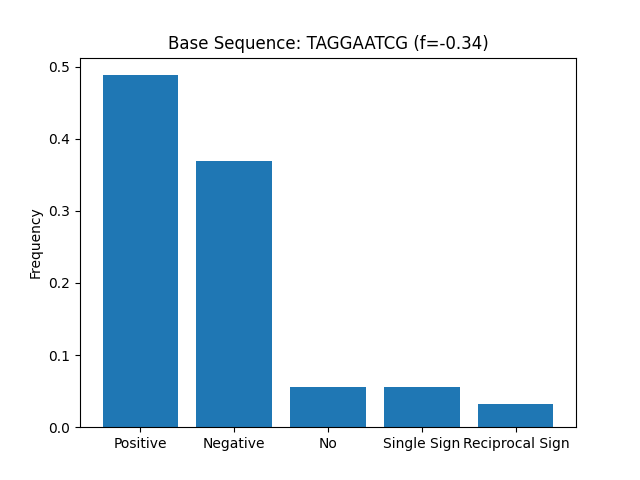 Base Sequence: TAGGAATCG (f=-0.34)
0.5
0.4
0.3
0.2
0.1
0.0
Frequency
Positive Negative No Single Sign Reciprocal Sign